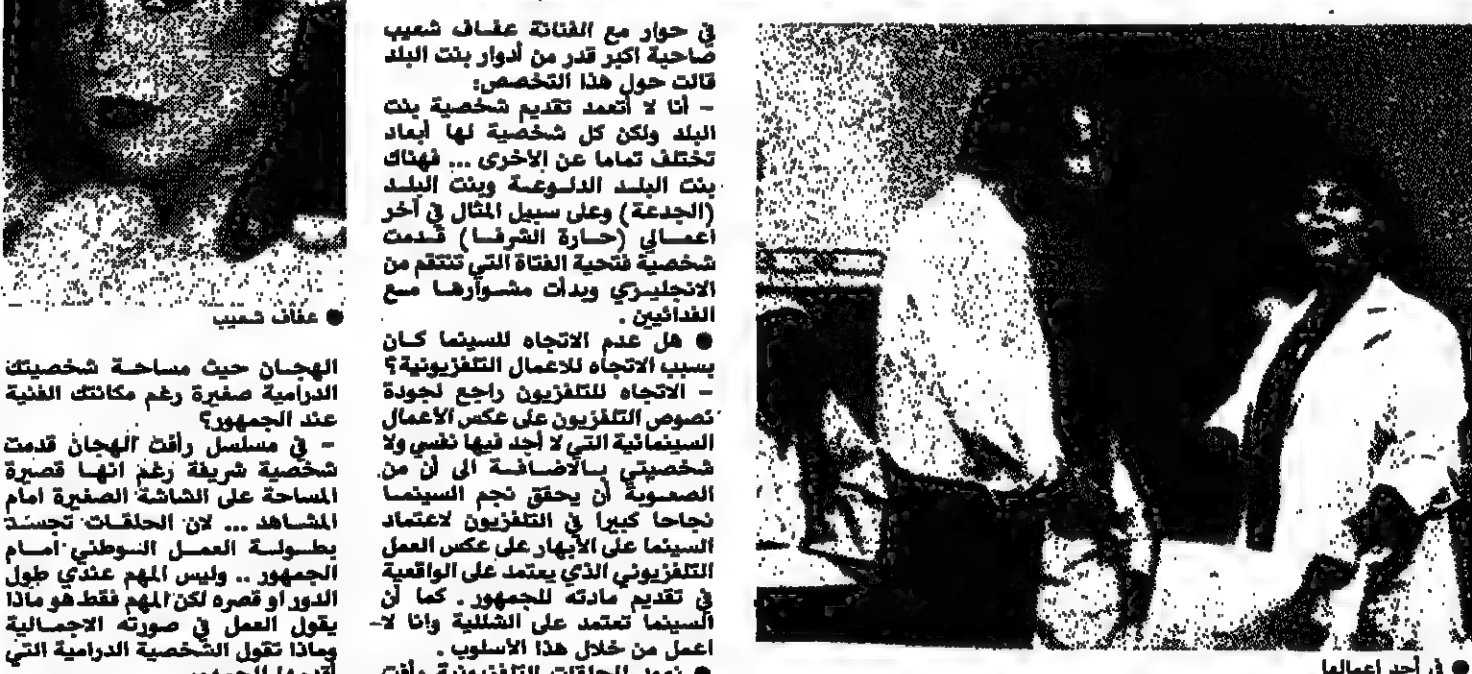 في حوار مع الفنانة عفاف شعيب
صاحبة اكبر قدر من أدوار بنت البلد
قالت حول هذا التخصص:
– أنا لا أتعمد تقديم شخصية بنت
البلد ولكن كل شخصية لها أبعاد
تختلف تماما عن الاخرى ... فهناك
بنت البلد الدلوعة وبنت البلد
(الجدعة) وعلى سبيل المثال في آخر
اعمالي (حارة الشرفا) قدمت
شخصية فتحية الفتاة التي تنتقم من
الانجليزي وبدأت مشوارها مع
الفدائيين .
● هل عدم الاتجاه للسينما كان
بسبب الاتجاه للاعمال التلفزيونية؟
– الاتجاه للتلفزيون راجع لجودة
نصوص التلفزيون على عكس الأعمال
السينمائية التي لا أجد فيها نفسي ولا
شخصيتي بالاضافة الى أن من
الصعوبة أن يحقق نجم السينما
نجاحا كبيرا في التلفزيون لاعتماد
السينما على الأبهار على عكس العمل
التلفزيوني الذي يعتمد على الواقعية
في تقديم مادته للجمهور . كما أن
السينما تعتمد على الشللية وانا لا-
اعمل من خلال هذا الأسلوب .
● نعود للحلقات التلفزيونية رأفت
● عفاف شعيب
الهجان حيث مساحة شخصيتك
الدرامية صغيرة رغم مكانتك الفنية
عند الجمهور؟
– في مسلسل رأفت الهجان قدمت
شخصية شريفة رغم انها قصيرة
المساحة على الشاشة الصغيرة امام
المشاهد ... لان الحلقات تجسد
بطولة العمل الوطني امام
الجمهور .. وليس المهم عندي طول
الدور او قصره لكن المهم فقط هو ماذا
يقول العمل في صورته الاجمالية
وماذا تقول الشخصية الدرامية التي
أقدمها للجمهور
● في أحد اعمالها